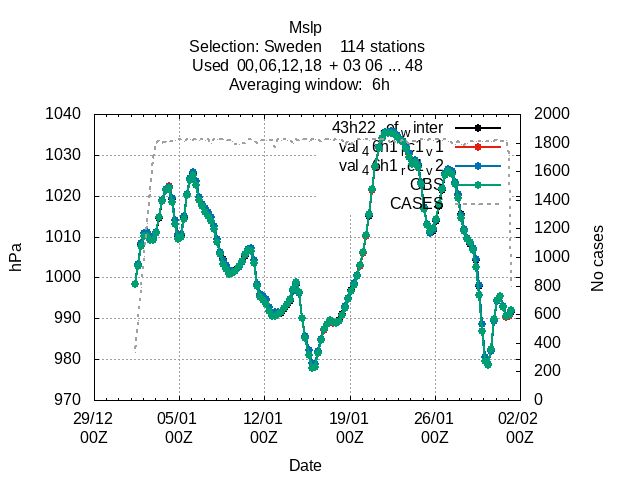 Mslp
Selection: Sweden 114 stations
Used 00,06,12,18 + 03 06 ... 48
Averaging window: 6h
1040
1030
1020
1010
1000
990
980
970
hPa
2000
1800
1600
1400
1200
1000
800
600
400
200
0
No cases
43h22_ef_winter
val_46h1_rc1_v1
val_46h1_rc1_v2
OBS
CASES
29/12 05/01 12/01 19/01 26/01 02/02
00Z 00Z 00Z 00Z 00Z 00Z
Date